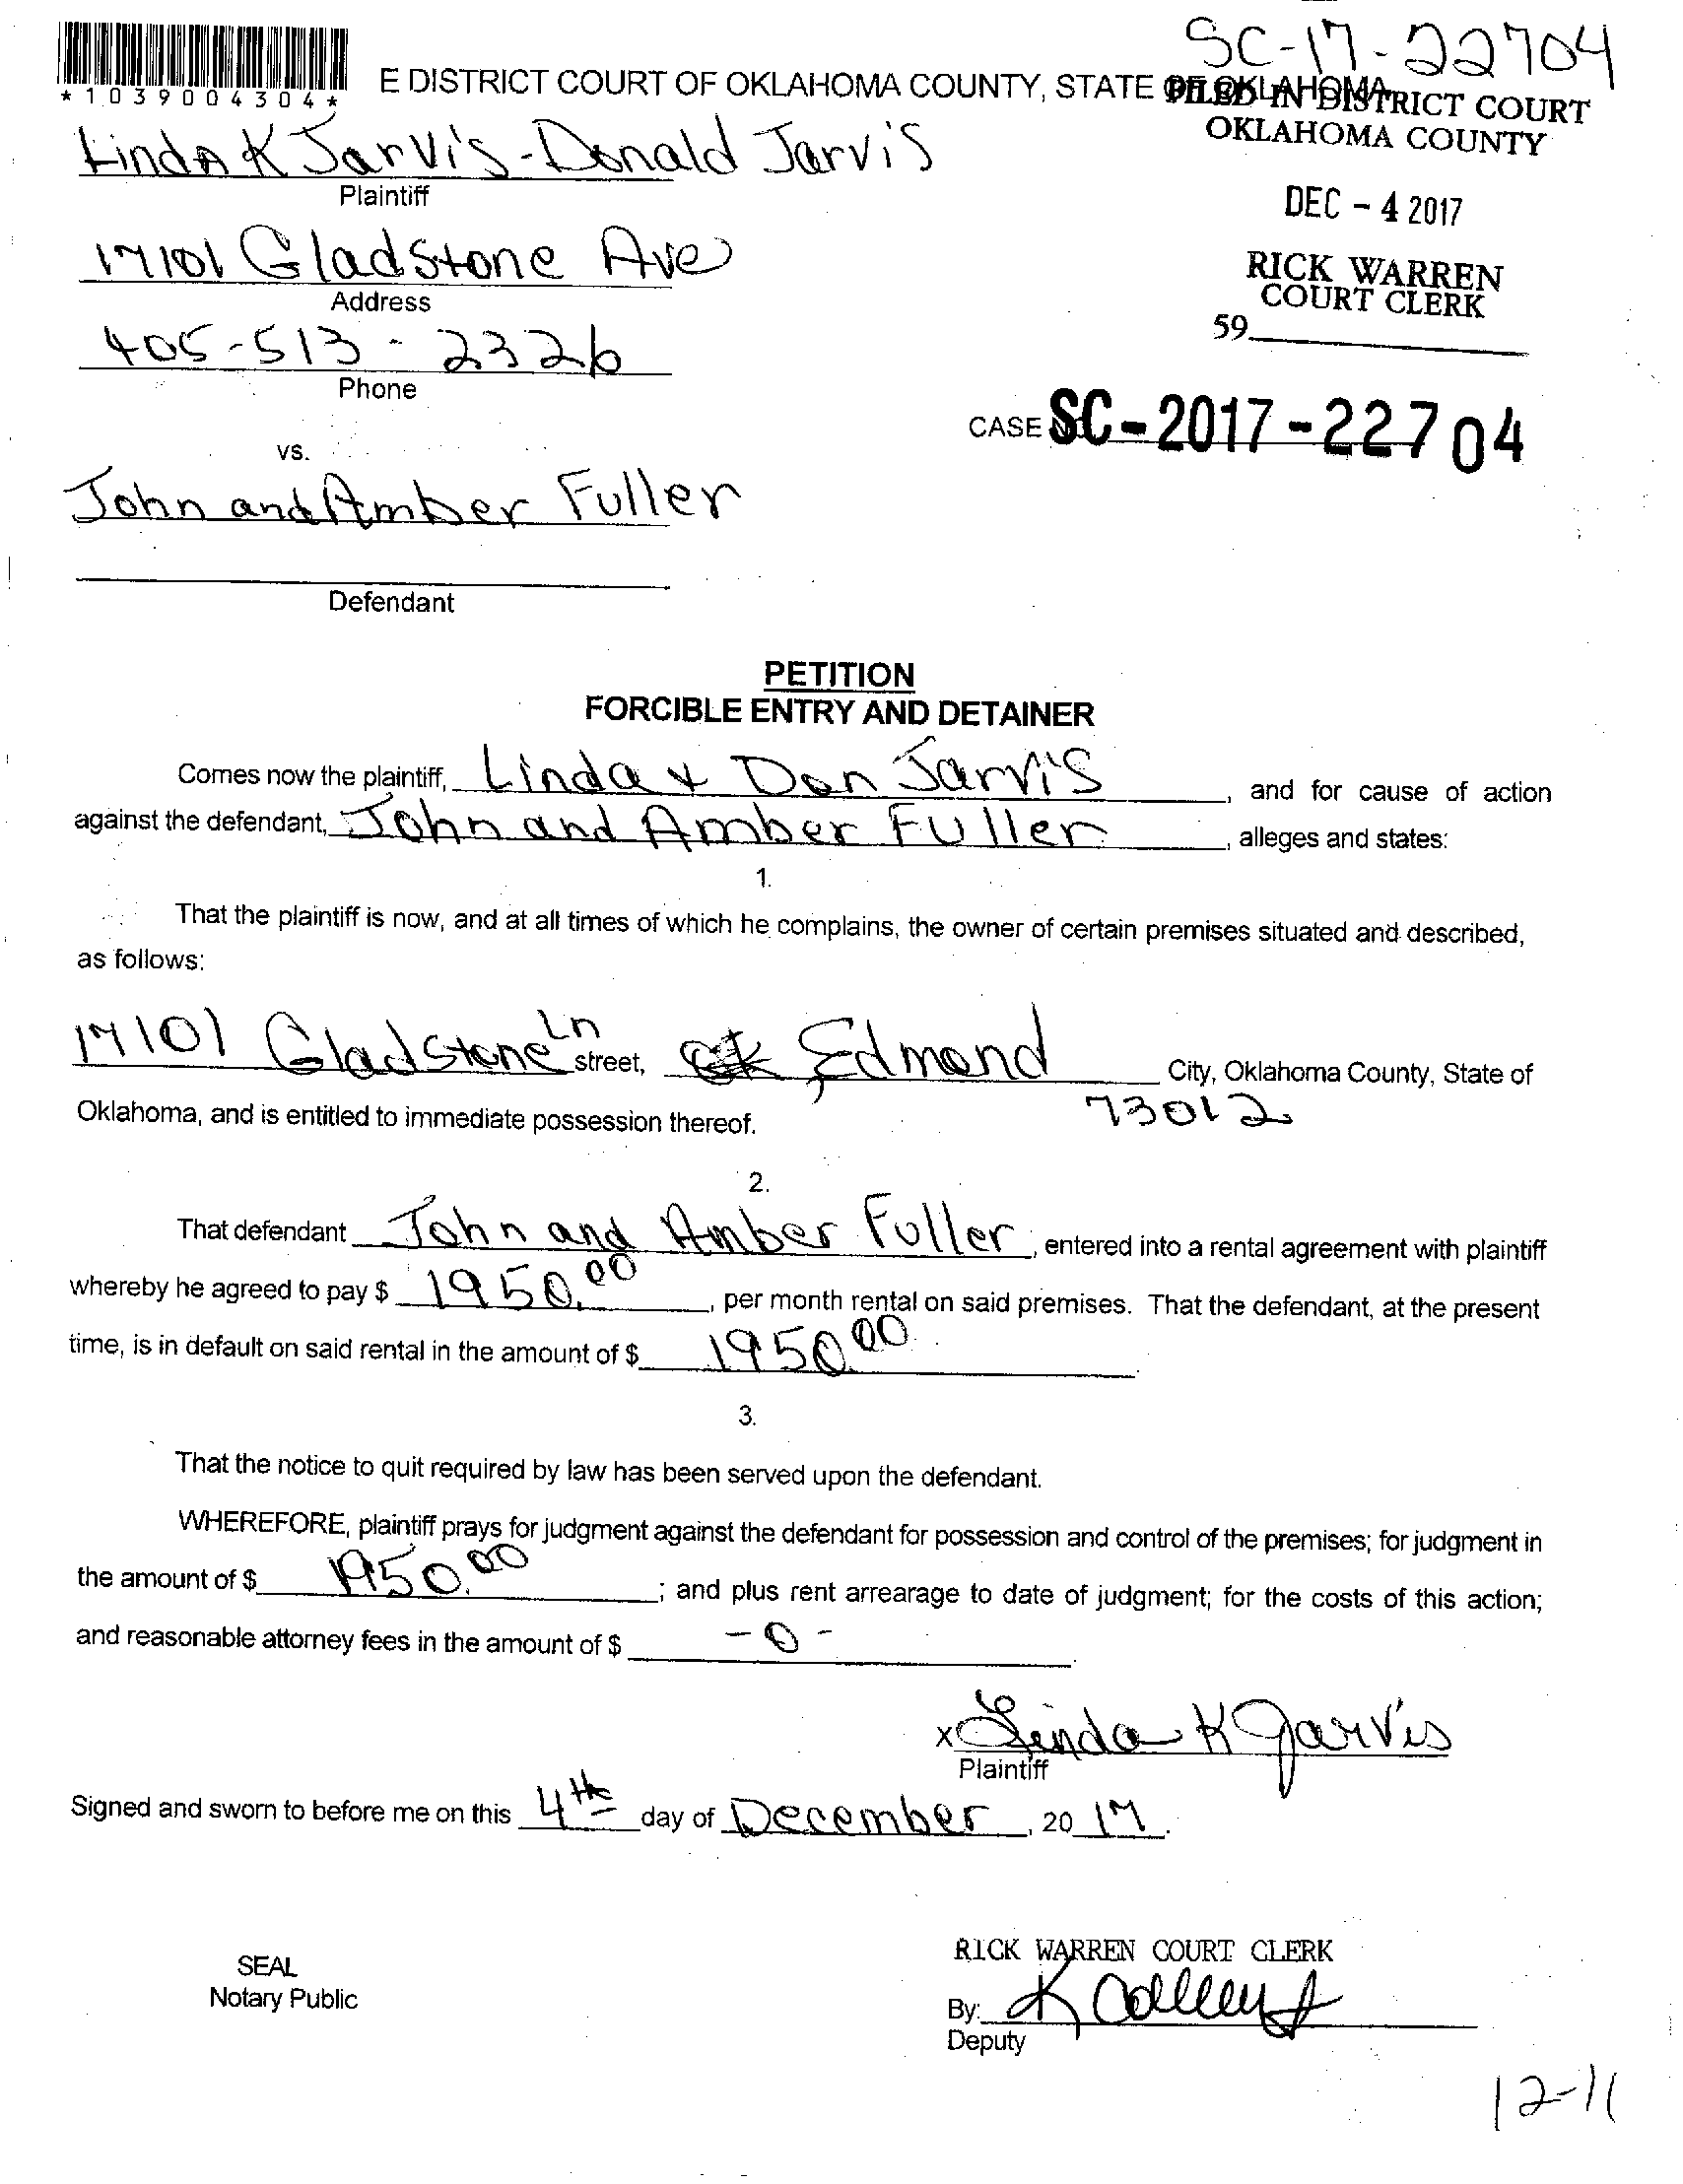 SC-17-22704
*1039004304*
E DISTRICT COURT OF OKLAHOMA COUNTY, STATE OF OKLAHOMA
FILED IN DISTRICT COURT
OKLAHOMA COUNTY
Linda K Jarvis-Donald Jarvis
Plaintiff
DEC - 4 2017
17101 Gladstone Ave
Address
RICK WARREN
COURT CLERK
59
405-513-2326
Phone
CASE SC-2017-22704
vs.
John and Amber Fuller
Defendant
PETITION
FORCIBLE ENTRY AND DETAINER
Comes now the plaintiff, Linda & Don Jarvis, and for cause of action
against the defendant, John and Amber Fuller, alleges and states:
1.
That the plaintiff is now, and at all times of which he complains, the owner of certain premises situated and described,
as follows:
17101 Gladstone Ln street, Edmond City, Oklahoma County, State of
Oklahoma, and is entitled to immediate possession thereof. 73012
2.
That defendant John and Amber Fuller, entered into a rental agreement with plaintiff
whereby he agreed to pay $ 1950.00, per month rental on said premises. That the defendant, at the present
time, is in default on said rental in the amount of $ 1950.00.
3.
That the notice to quit required by law has been served upon the defendant.
WHEREFORE, plaintiff prays for judgment against the defendant for possession and control of the premises; for judgment in
the amount of $ 1950.00; and plus rent arrearage to date of judgment; for the costs of this action;
and reasonable attorney fees in the amount of $ -0-.
X Linda K Jarvis
Plaintiff
Signed and sworn to before me on this 4th day of December, 2017.
RICK WARREN COURT CLERK
SEAL
Notary Public
By: K
Deputy
12-11